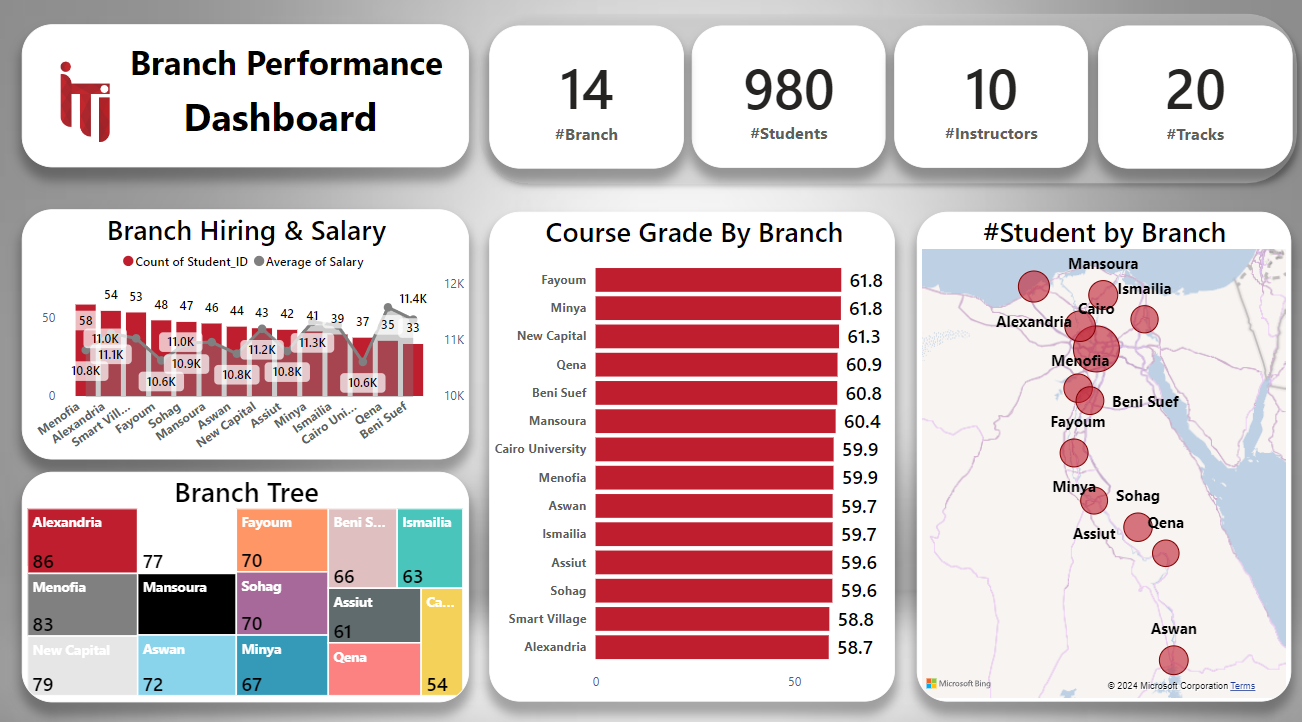 iTi
Branch Performance
Dashboard
14
#Branch
980
#Students
10
#Instructors
20
#Tracks
Branch Hiring & Salary
Count of Student_ID
Average of Salary
12K
11K
10K
50
0
58
54
53
48
47
46
44
43
42
41
39
37
35
33
10.8K
11.0K
11.1K
10.6K
10.9K
11.0K
10.8K
11.2K
10.8K
11.3K
10.6K
11.4K
Menofia
Alexandria
Smart Vill...
Fayoum
Sohag
Mansoura
Aswan
New Capital
Assiut
Minya
Ismailia
Cairo Uni...
Qena
Beni Suef
Branch Tree
Alexandria
86
Menofia
83
New Capital
79
77
Mansoura
Aswan
72
Fayoum
70
Sohag
70
Minya
67
Beni S...
66
Ismailia
63
Assiut
61
Qena
Ca...
54
Course Grade By Branch
Fayoum 61.8
Minya 61.8
New Capital 61.3
Qena 60.9
Beni Suef 60.8
Mansoura 60.4
Cairo University 59.9
Menofia 59.9
Aswan 59.7
Ismailia 59.7
Assiut 59.6
Sohag 59.6
Smart Village 58.8
Alexandria 58.7
0 50
#Student by Branch
Mansoura
Ismailia
Cairo
Alexandria
Menofia
Beni Suef
Fayoum
Minya
Sohag
Qena
Assiut
Aswan
Microsoft Bing
© 2024 Microsoft Corporation Terms